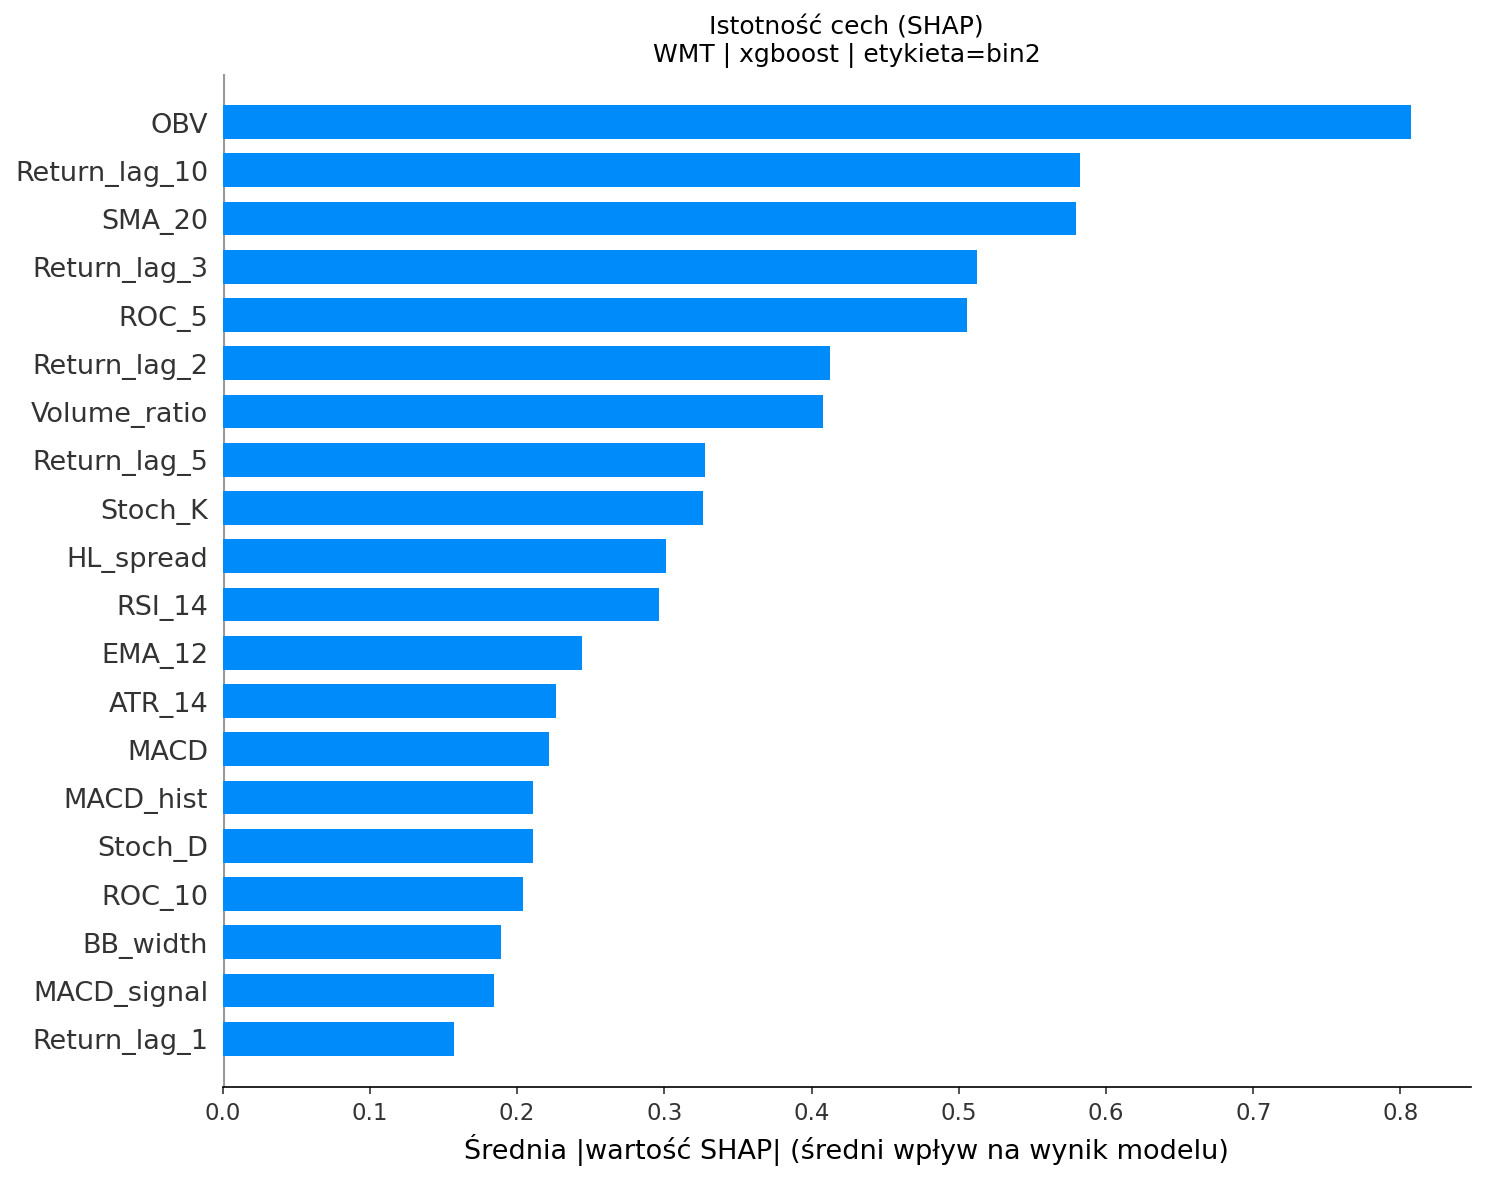 Istotność cech (SHAP)
WMT | xgboost | etykieta=bin2
OBV
Return_lag_10
SMA_20
Return_lag_3
ROC_5
Return_lag_2
Volume_ratio
Return_lag_5
Stoch_K
HL_spread
RSI_14
EMA_12
ATR_14
MACD
MACD_hist
Stoch_D
ROC_10
BB_width
MACD_signal
Return_lag_1
0.0 0.1 0.2 0.3 0.4 0.5 0.6 0.7 0.8
Średnia |wartość SHAP| (średni wpływ na wynik modelu)